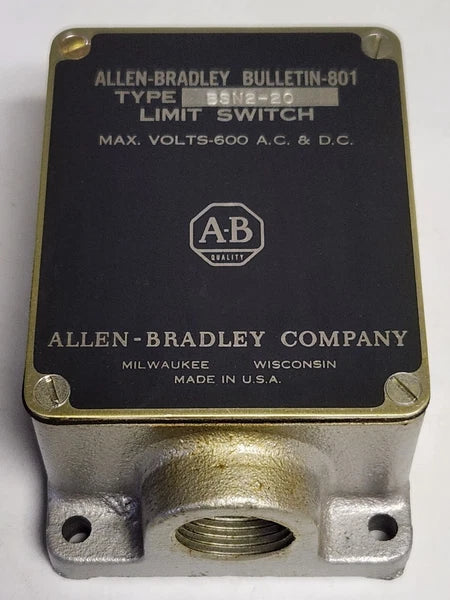 ALLEN-BRADLEY BULLETIN-801
TYPE BSN2-20
LIMIT SWITCH
MAX. VOLTS-600 A.C. & D.C.
A-B
QUALITY
ALLEN-BRADLEY COMPANY
MILWAUKEE WISCONSIN
MADE IN U.S.A.